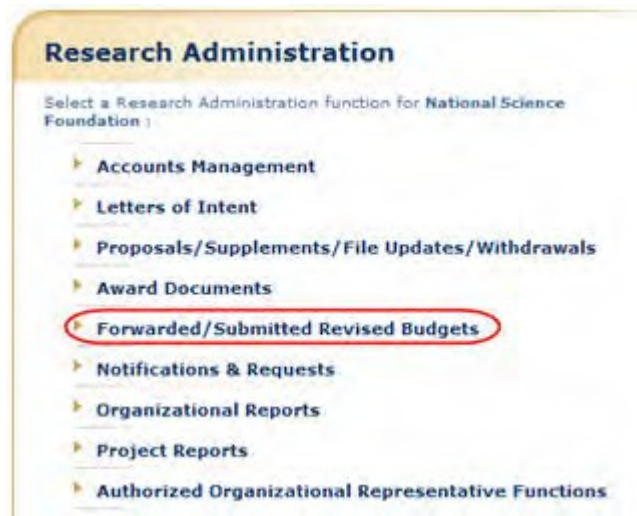 Research Administration
Select a Research Administration function for National Science
Foundation :
Accounts Management
Letters of Intent
Proposals/Supplements/File Updates/Withdrawals
Award Documents
Forwarded/Submitted Revised Budgets
Notifications & Requests
Organizational Reports
Project Reports
Authorized Organizational Representative Functions